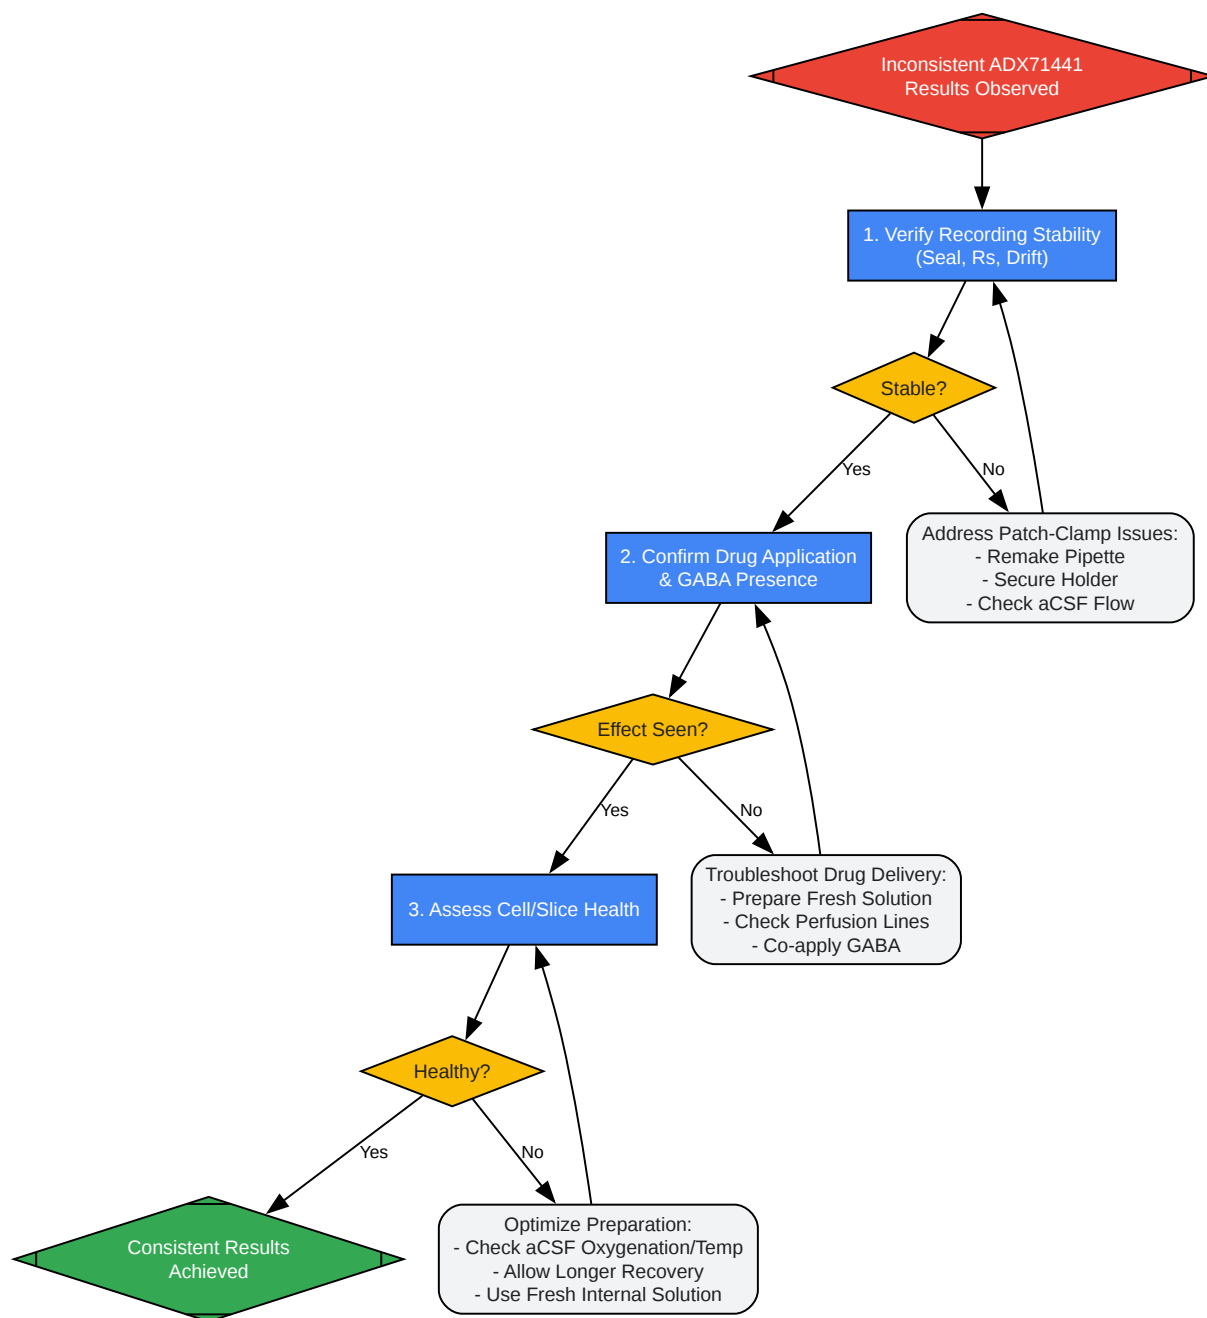 Inconsistent ADX71441
Results Observed
1. Verify Recording Stability
(Seal, Rs, Drift)
Stable?
Yes
No
Address Patch-Clamp Issues:
- Remake Pipette
- Secure Holder
- Check aCSF Flow
2. Confirm Drug Application
& GABA Presence
Effect Seen?
Yes
No
Troubleshoot Drug Delivery:
- Prepare Fresh Solution
- Check Perfusion Lines
- Co-apply GABA
3. Assess Cell/Slice Health
Healthy?
Yes
No
Optimize Preparation:
- Check aCSF Oxygenation/Temp
- Allow Longer Recovery
- Use Fresh Internal Solution
Consistent Results
Achieved